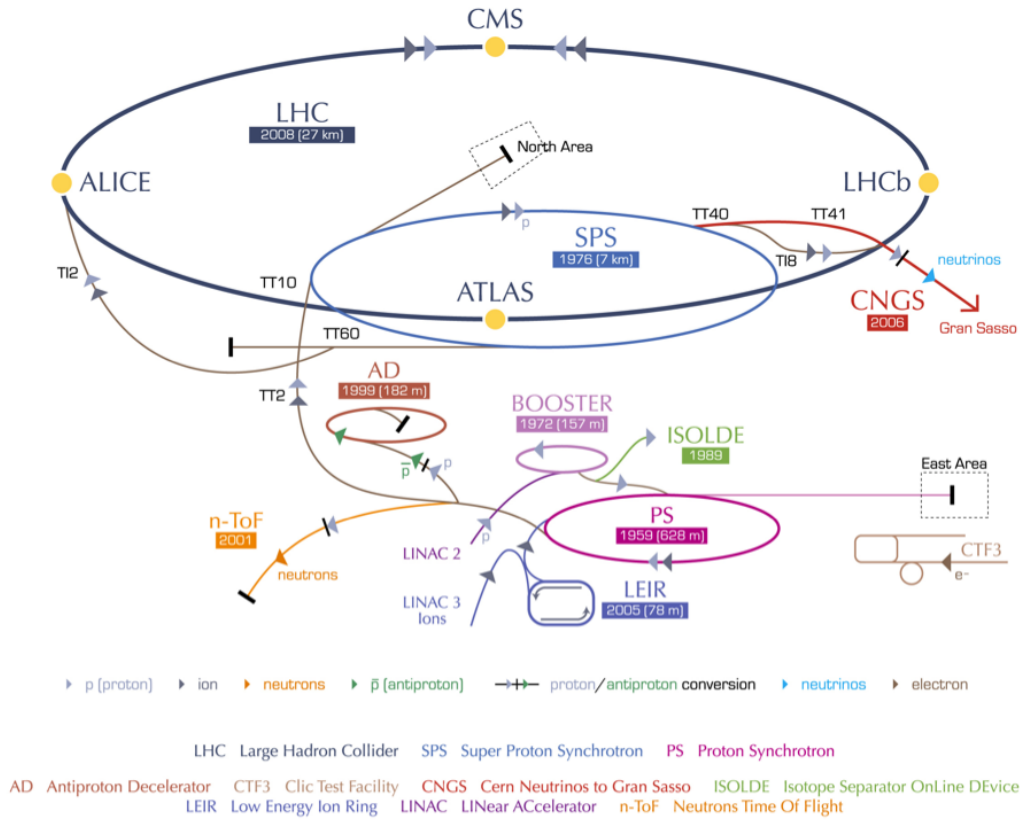 CMS
LHC
2008 (27 km)
North Area
ALICE
LHCb
TT40
TT41
p
SPS
1976 (7 km)
TI8
neutrinos
TI2
TT10
ATLAS
CNGS
2006
Gran Sasso
TT60
AD
1999 (182 m)
TT2
BOOSTER
1972 (157 m)
ISOLDE
1989
p̄
p
East Area
n-ToF
2001
PS
1959 (628 m)
p
LINAC 2
neutrons
CTF3
e-
LEIR
2005 (78 m)
LINAC 3
Ions
p (proton)
ion
neutrons
p̄ (antiproton)
proton/antiproton conversion
neutrinos
electron
LHC Large Hadron Collider SPS Super Proton Synchrotron PS Proton Synchrotron
AD Antiproton Decelerator CTF3 Clic Test Facility CNGS Cern Neutrinos to Gran Sasso ISOLDE Isotope Separator OnLine DEvice
LEIR Low Energy Ion Ring LINAC LINear ACcelerator n-ToF Neutrons Time Of Flight